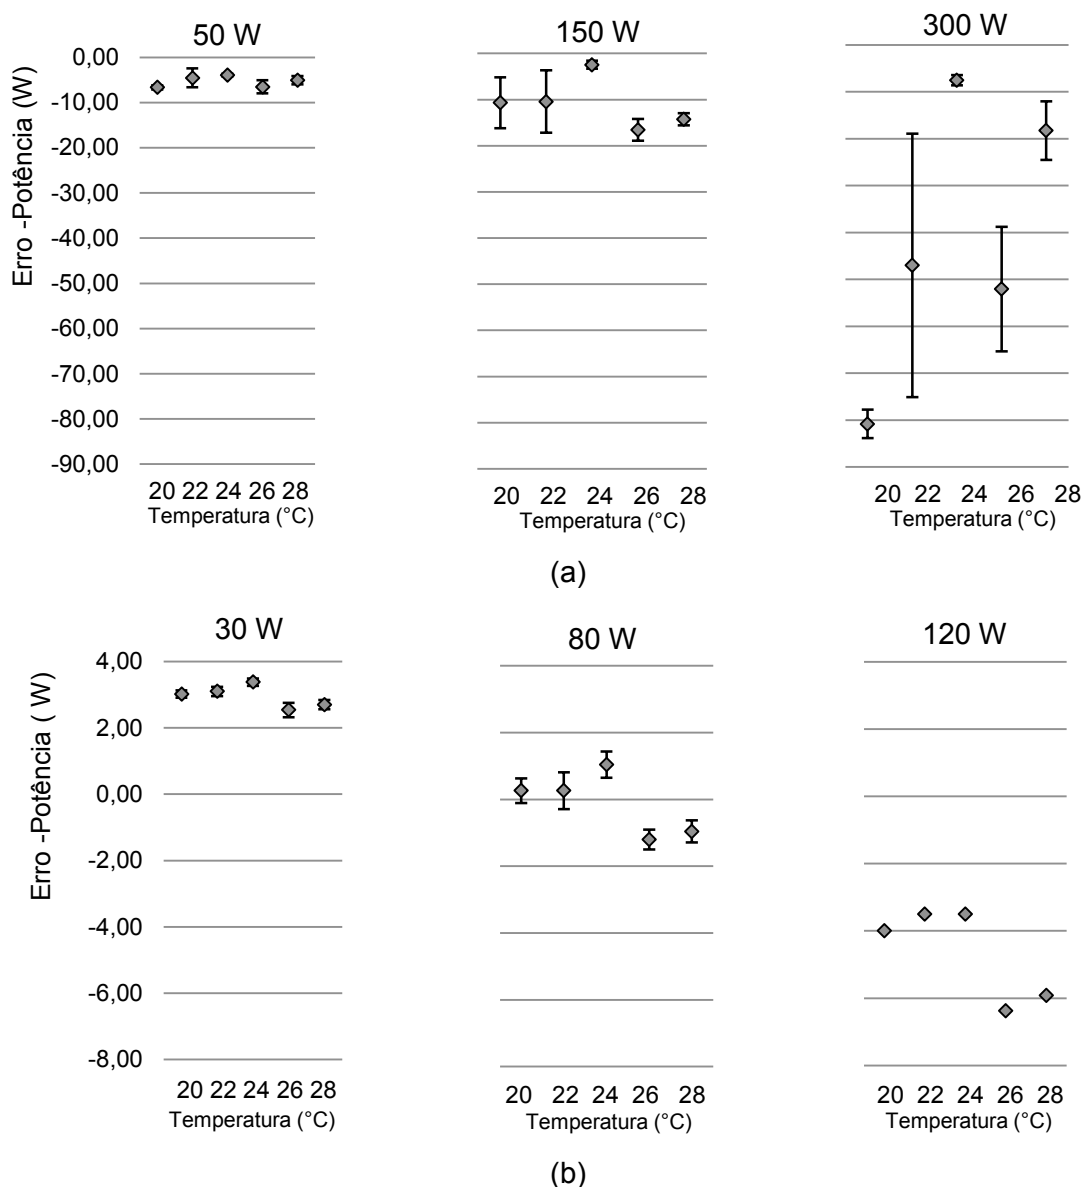 50 W
150 W
300 W
Erro -Potência (W)
0,00
-10,00
-20,00
-30,00
-40,00
-50,00
-60,00
-70,00
-80,00
-90,00
20 22 24 26 28
Temperatura (°C)
20 22 24 26 28
Temperatura (°C)
20 22 24 26 28
Temperatura (°C)
(a)
30 W
80 W
120 W
Erro -Potência ( W)
4,00
2,00
0,00
-2,00
-4,00
-6,00
-8,00
20 22 24 26 28
Temperatura (°C)
20 22 24 26 28
Temperatura (°C)
20 22 24 26 28
Temperatura (°C)
(b)